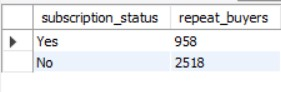 subscription_status repeat_buyers
Yes 958
No 2518